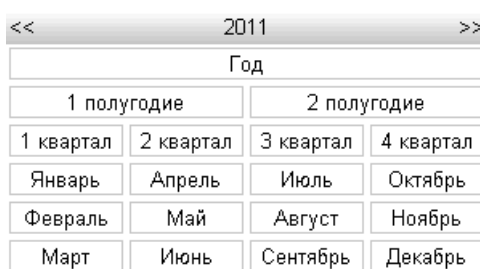 << 2011 >>
Год
1 полугодие 2 полугодие
1 квартал 2 квартал 3 квартал 4 квартал
Январь Апрель Июль Октябрь
Февраль Май Август Ноябрь
Март Июнь Сентябрь Декабрь